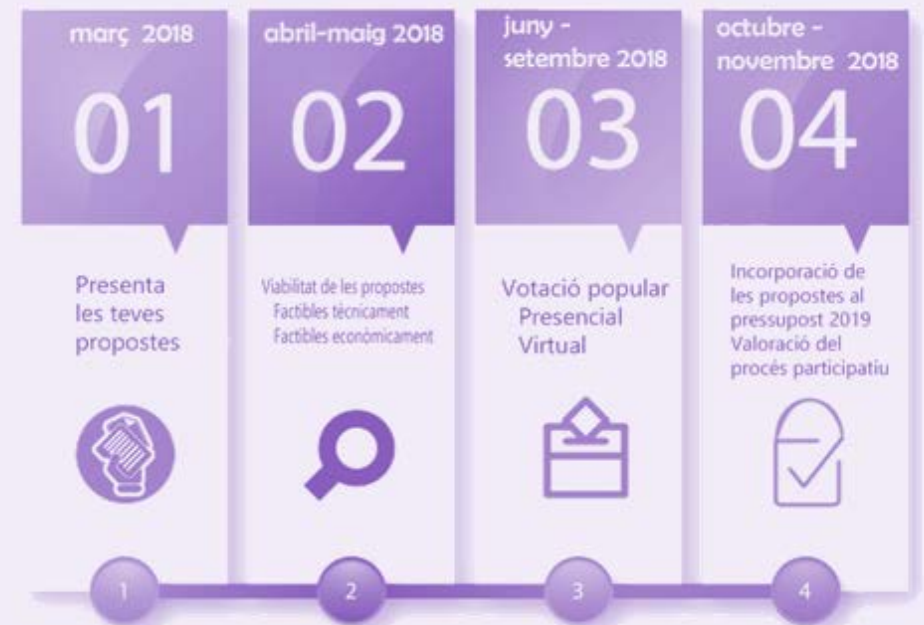 març 2018
01
Presenta
les teves
propostes
1
abril-maig 2018
02
Viabilitat de les propostes
Factibles tècnicament
Factibles econòmicament
2
juny -
setembre 2018
03
Votació popular
Presencial
Virtual
3
octubre -
novembre 2018
04
Incorporació de
les propostes al
pressupost 2019
Valoració del
procés participatiu
4